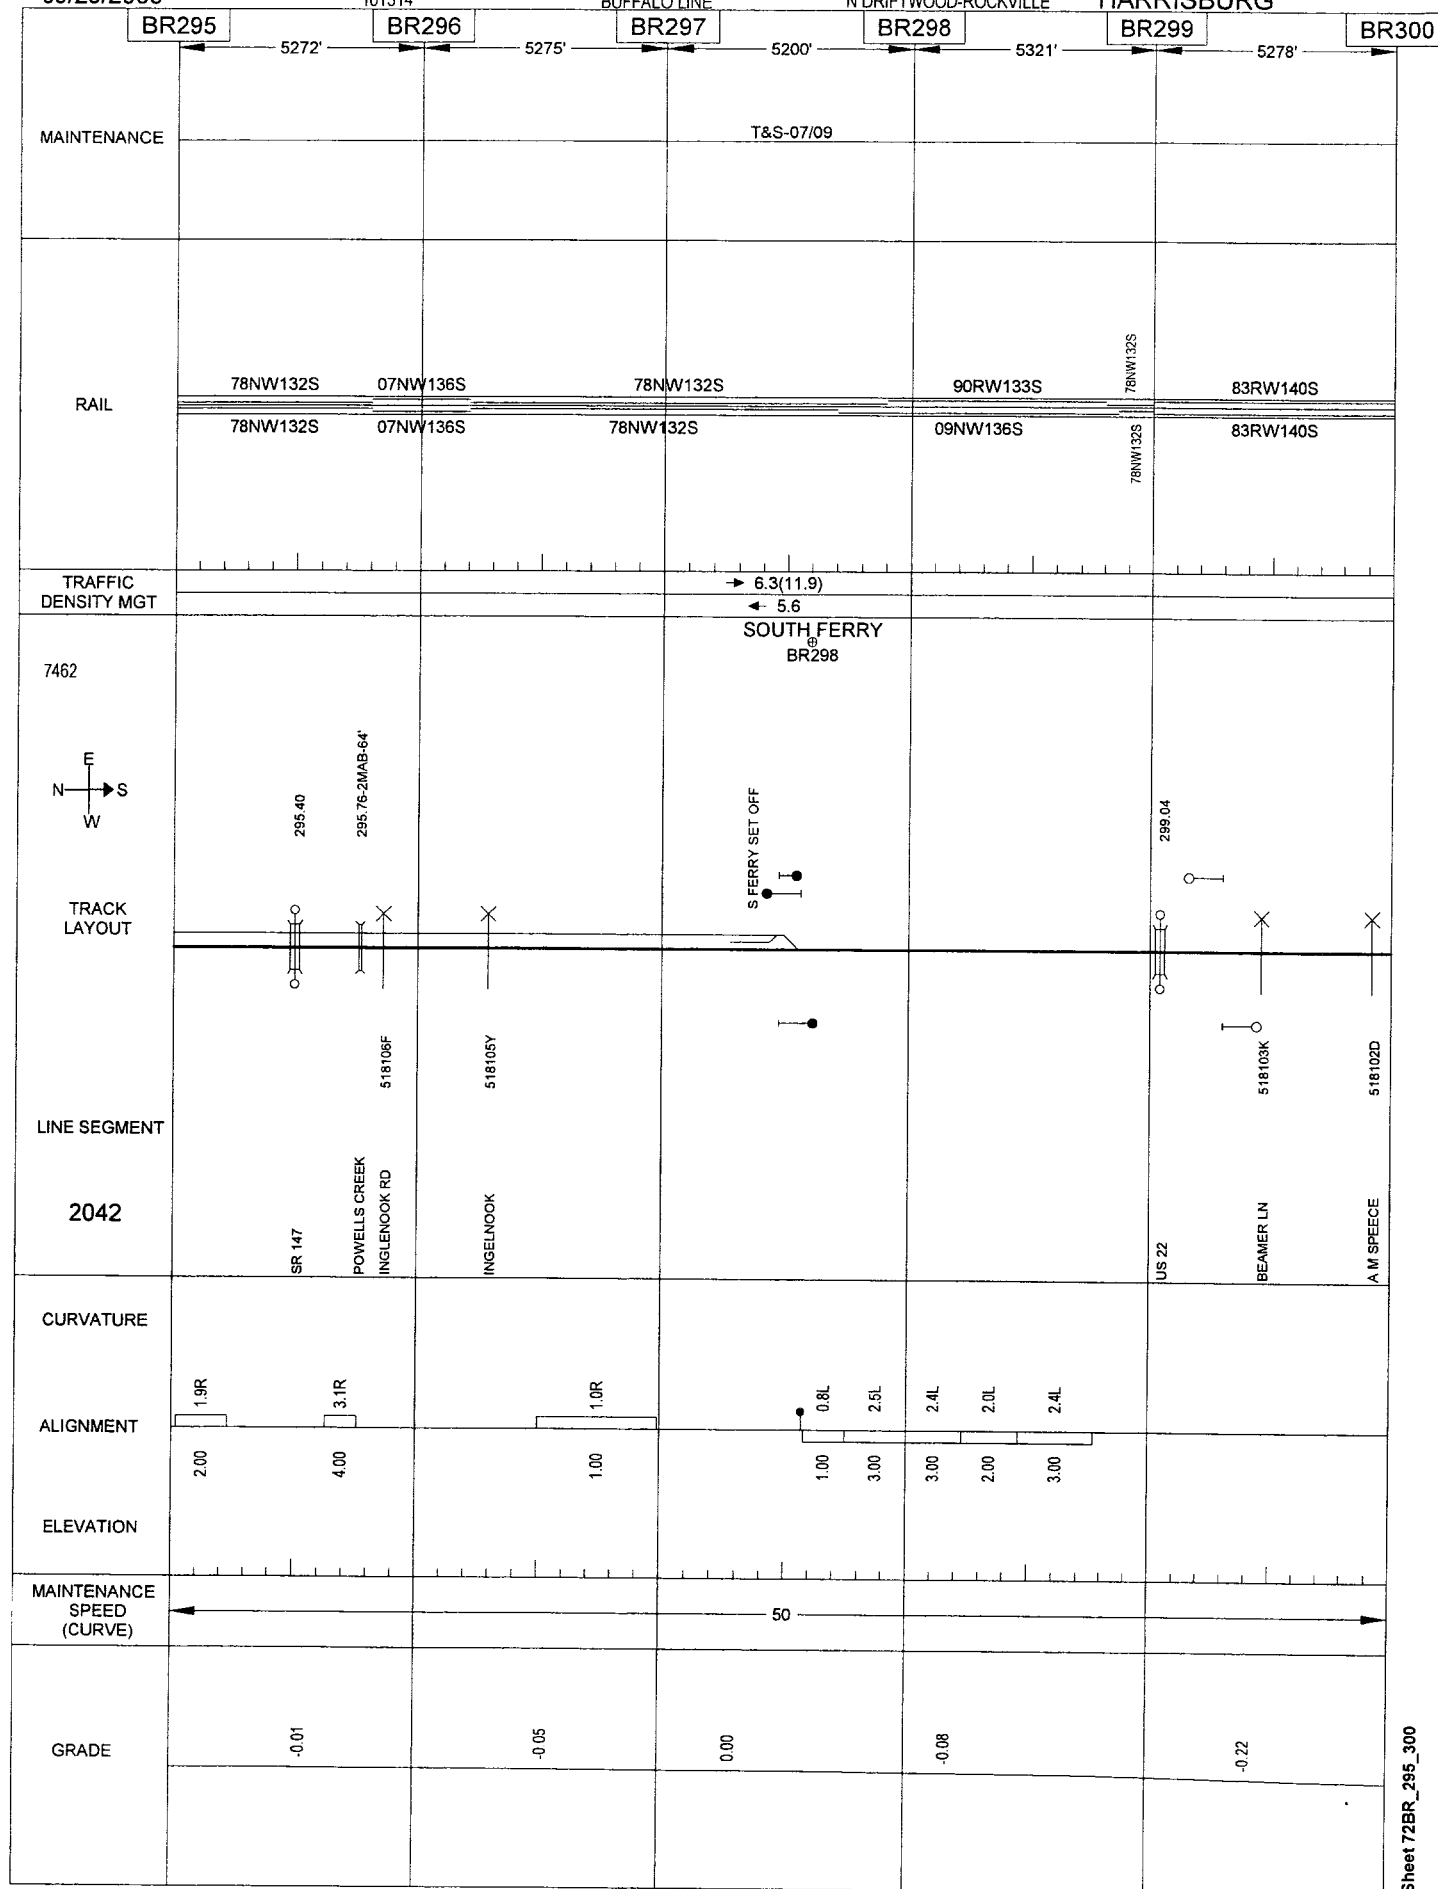 BUFFALO LINE
N DRIFTWOOD-ROCKVILLE
HARRISBURG
BR295 BR296 BR297 BR298 BR299 BR300
5272' 5275' 5200' 5321' 5278'
MAINTENANCE
T&S-07/09
RAIL
78NW132S 07NW136S 78NW132S 90RW133S 78NW132S 83RW140S
78NW132S 07NW136S 78NW132S 09NW136S 78NW132S 83RW140S
TRAFFIC
DENSITY MGT
6.3(11.9)
5.6
SOUTH FERRY
BR298
7462
E
N S
W
295.40
295.76-2MAB-64'
S FERRY SET OFF
299.04
TRACK
LAYOUT
518106F
518105Y
518103K
518102D
LINE SEGMENT
2042
SR 147
POWELLS CREEK
INGLENOOK RD
INGELNOOK
US 22
BEAMER LN
A M SPEECE
CURVATURE
1.9R 3.1R 1.0R 0.8L 2.5L 2.4L 2.0L 2.4L
ALIGNMENT
2.00 4.00 1.00 1.00 3.00 3.00 2.00 3.00
ELEVATION
MAINTENANCE
SPEED
(CURVE)
50
GRADE
-0.01 -0.05 0.00 -0.08 -0.22
Sheet 72BR_295_300